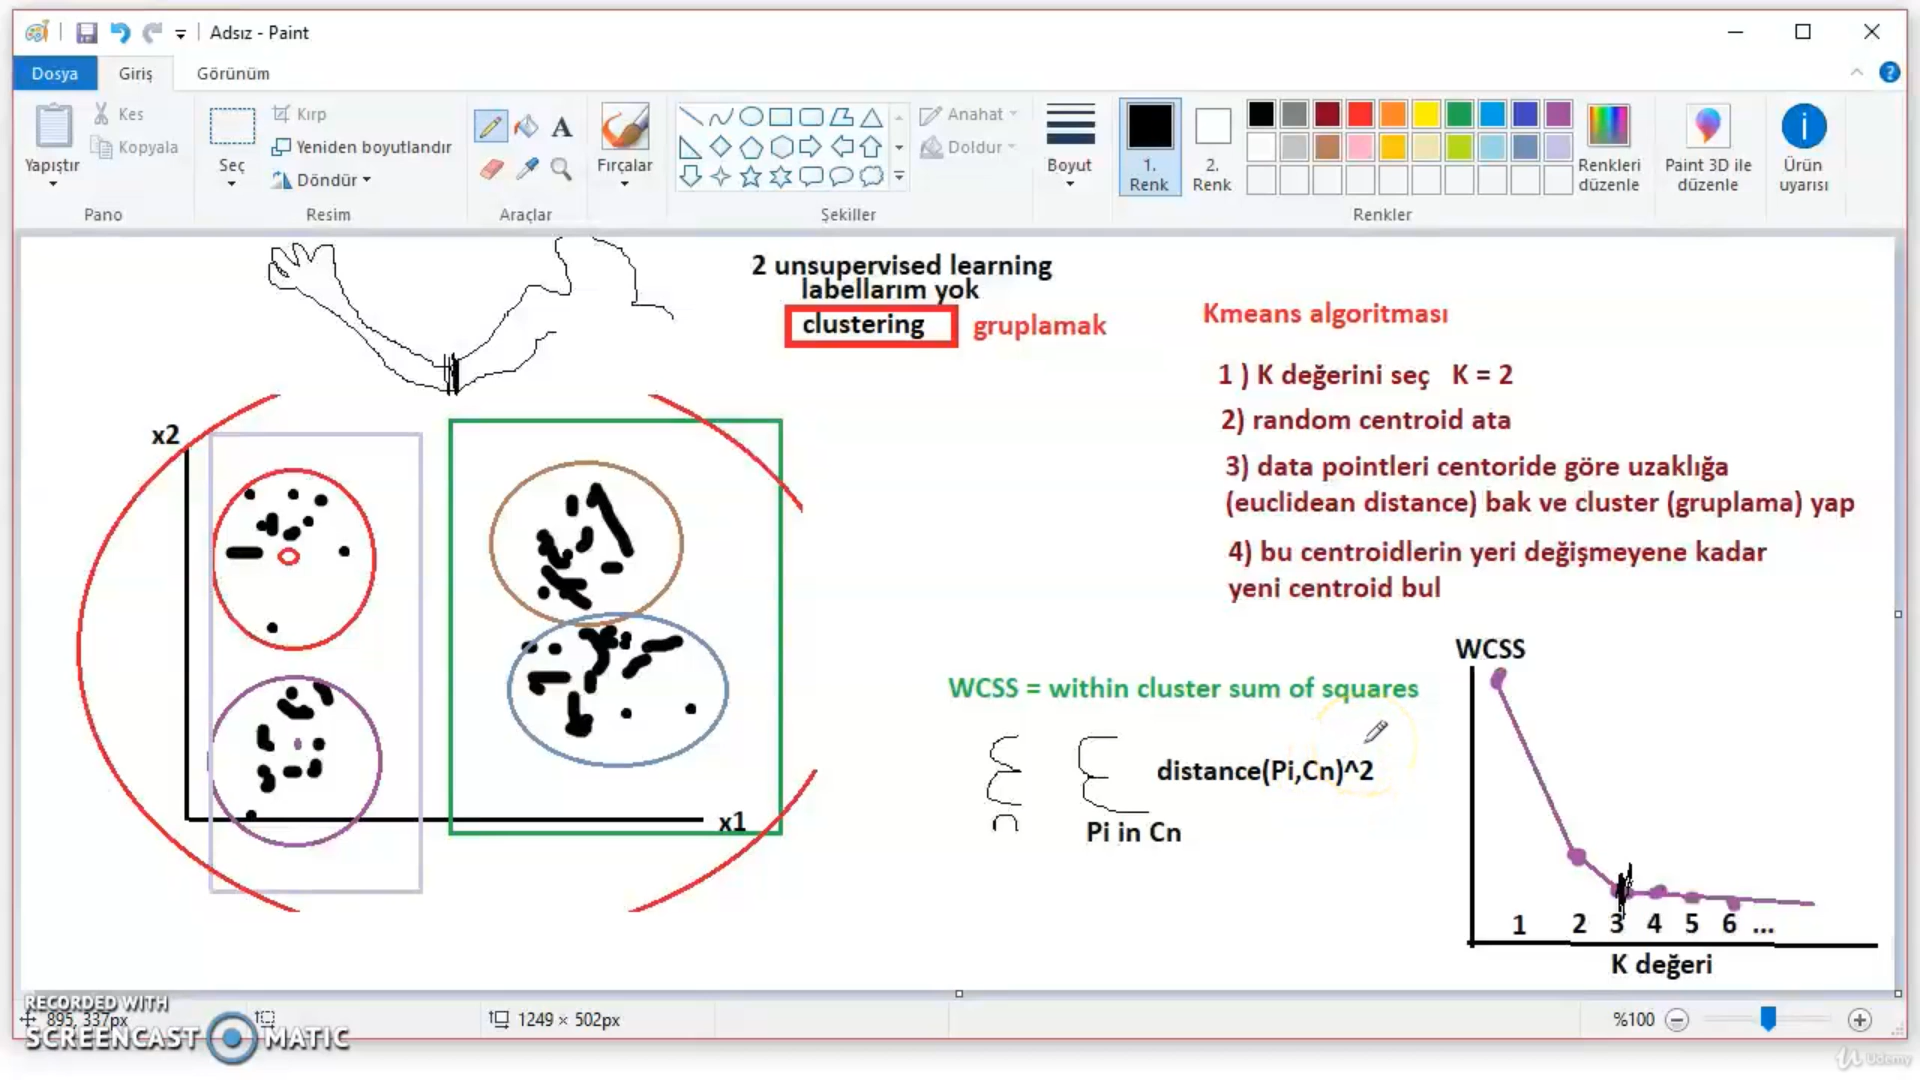 Adsız - Paint
Dosya
Giriş
Görünüm
Yapıştır
Kes
Kopyala
Pano
Seç
Kırp
Yeniden boyutlandır
Döndür
Resim
A
Araçlar
Fırçalar
Şekiller
Anahat
Doldur
Boyut
1.
Renk
2.
Renk
Renkler
Renkleri
düzenle
Paint 3D ile
düzenle
Ürün
uyarısı
2 unsupervised learning
labellarım yok
clustering gruplamak
Kmeans algoritması
1 ) K değerini seç K = 2
2) random centroid ata
3) data pointleri centoride göre uzaklığa
(euclidean distance) bak ve cluster (gruplama) yap
4) bu centroidlerin yeri değişmeyene kadar
yeni centroid bul
x2
x1
WCSS = within cluster sum of squares
distance(Pi,Cn)^2
n
Pi in Cn
WCSS
1 2 3 4 5 6 ...
K değeri
RECORDED WITH
SCREENCAST MATIC
895, 337px
1249 × 502px
%100
Udemy